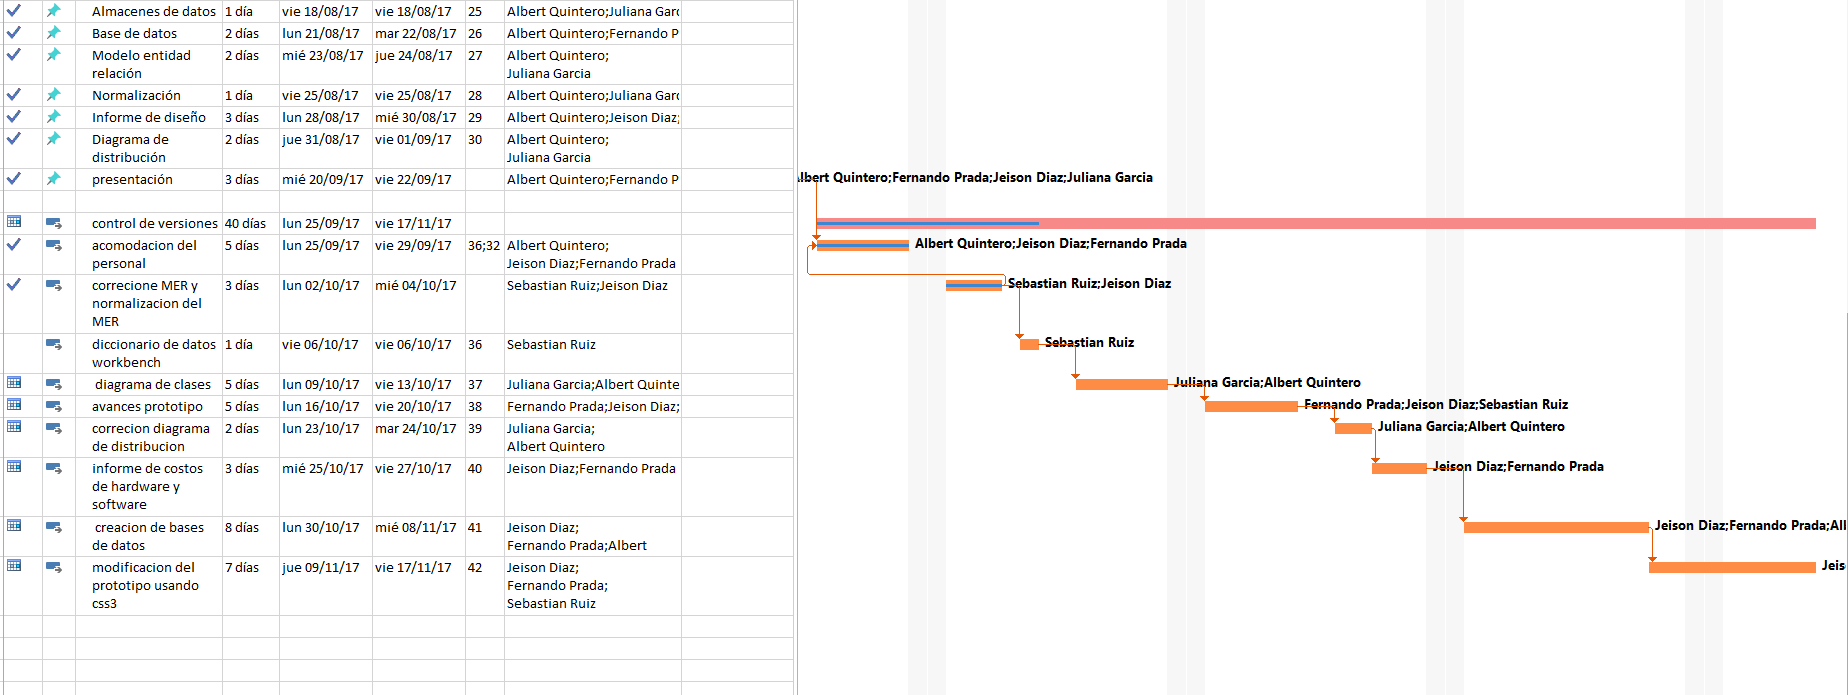 Almacenes de datos 1 día vie 18/08/17 vie 18/08/17 25 Albert Quintero;Juliana Garc
Base de datos 2 días lun 21/08/17 mar 22/08/17 26 Albert Quintero;Fernando P
Modelo entidad 2 días mié 23/08/17 jue 24/08/17 27 Albert Quintero;
relación Juliana Garcia
Normalización 1 día vie 25/08/17 vie 25/08/17 28 Albert Quintero;Juliana Garc
Informe de diseño 3 días lun 28/08/17 mié 30/08/17 29 Albert Quintero;Jeison Diaz;
Diagrama de 2 días jue 31/08/17 vie 01/09/17 30 Albert Quintero;
distribución Juliana Garcia
presentación 3 días mié 20/09/17 vie 22/09/17 Albert Quintero;Fernando P lbert Quintero;Fernando Prada;Jeison Diaz;Juliana Garcia
control de versiones 40 días lun 25/09/17 vie 17/11/17
acomodacion del 5 días lun 25/09/17 vie 29/09/17 36;32 Albert Quintero; Albert Quintero;Jeison Diaz;Fernando Prada
personal Jeison Diaz;Fernando Prada
correcione MER y 3 días lun 02/10/17 mié 04/10/17 Sebastian Ruiz;Jeison Diaz Sebastian Ruiz;Jeison Diaz
normalizacion del
MER
diccionario de datos 1 día vie 06/10/17 vie 06/10/17 36 Sebastian Ruiz Sebastian Ruiz
workbench
diagrama de clases 5 días lun 09/10/17 vie 13/10/17 37 Juliana Garcia;Albert Quinte Juliana Garcia;Albert Quintero
avances prototipo 5 días lun 16/10/17 vie 20/10/17 38 Fernando Prada;Jeison Diaz; Fernando Prada;Jeison Diaz;Sebastian Ruiz
correcion diagrama 2 días lun 23/10/17 mar 24/10/17 39 Juliana Garcia; Juliana Garcia;Albert Quintero
de distribucion Albert Quintero
informe de costos 3 días mié 25/10/17 vie 27/10/17 40 Jeison Diaz;Fernando Prada Jeison Diaz;Fernando Prada
de hardware y
software
creacion de bases 8 días lun 30/10/17 mié 08/11/17 41 Jeison Diaz; Jeison Diaz;Fernando Prada;Al
de datos Fernando Prada;Albert
modificacion del 7 días jue 09/11/17 vie 17/11/17 42 Jeison Diaz; Jeis
prototipo usando Fernando Prada;
css3 Sebastian Ruiz